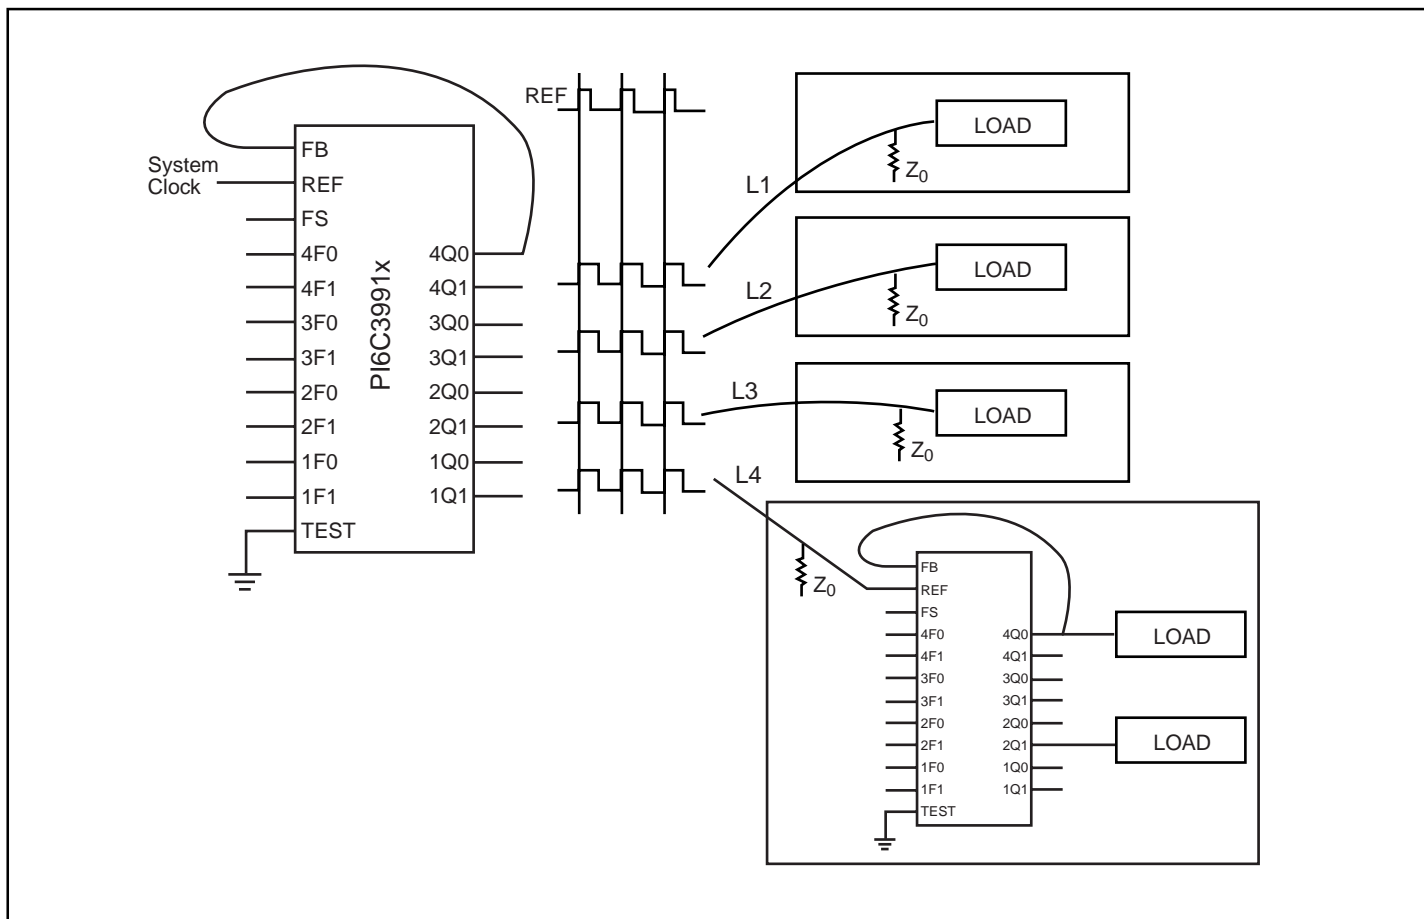 FB
System
Clock
REF
FS
4F0
4F1
3F0
3F1
2F0
2F1
1F0
1F1
TEST
PI6C3991x
4Q0
4Q1
3Q0
3Q1
2Q0
2Q1
1Q0
1Q1
REF
L1
LOAD
Z0
L2
LOAD
Z0
L3
LOAD
Z0
L4
Z0
FB
REF
FS
4F0
4F1
3F0
3F1
2F0
2F1
1F0
1F1
TEST
4Q0
4Q1
3Q0
3Q1
2Q0
2Q1
1Q0
1Q1
LOAD
LOAD